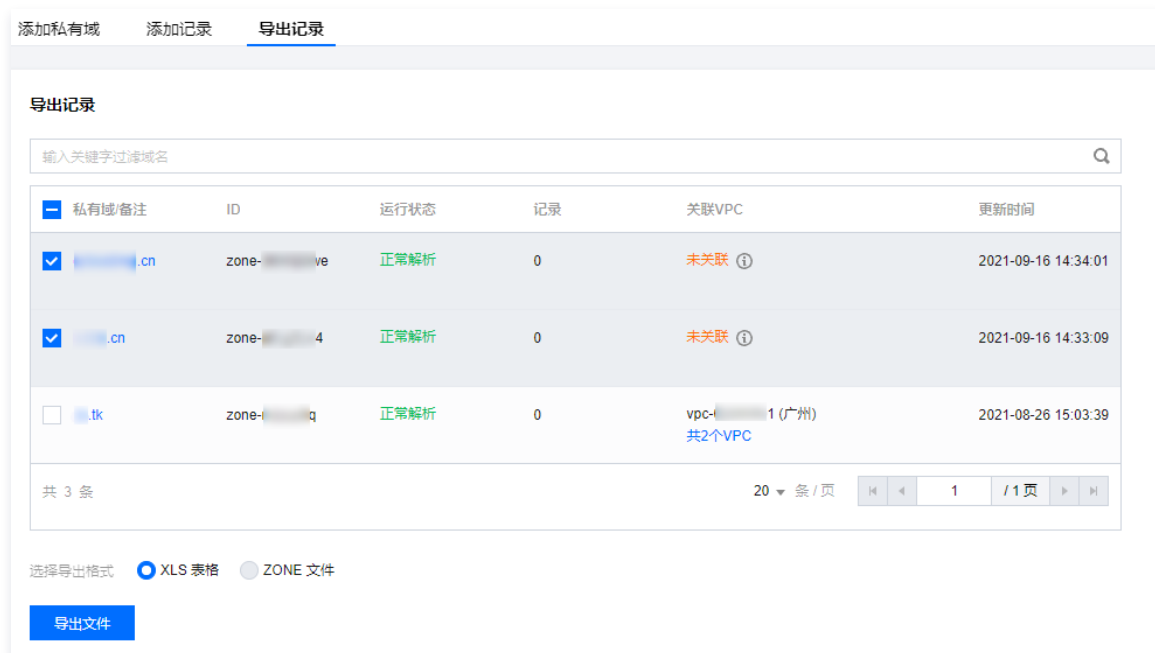 添加私有域 添加记录 导出记录
导出记录
输入关键字过滤域名
私有域/备注 ID 运行状态 记录 关联VPC 更新时间
.cn zone- ve 正常解析 0 未关联 2021-09-16 14:34:01
.cn zone- 4 正常解析 0 未关联 2021-09-16 14:33:09
.tk zone- q 正常解析 0 vpc- 1 (广州) 2021-08-26 15:03:39
共2个VPC
共 3 条 20 条 / 页 1 / 1 页
选择导出格式 XLS 表格 ZONE 文件
导出文件